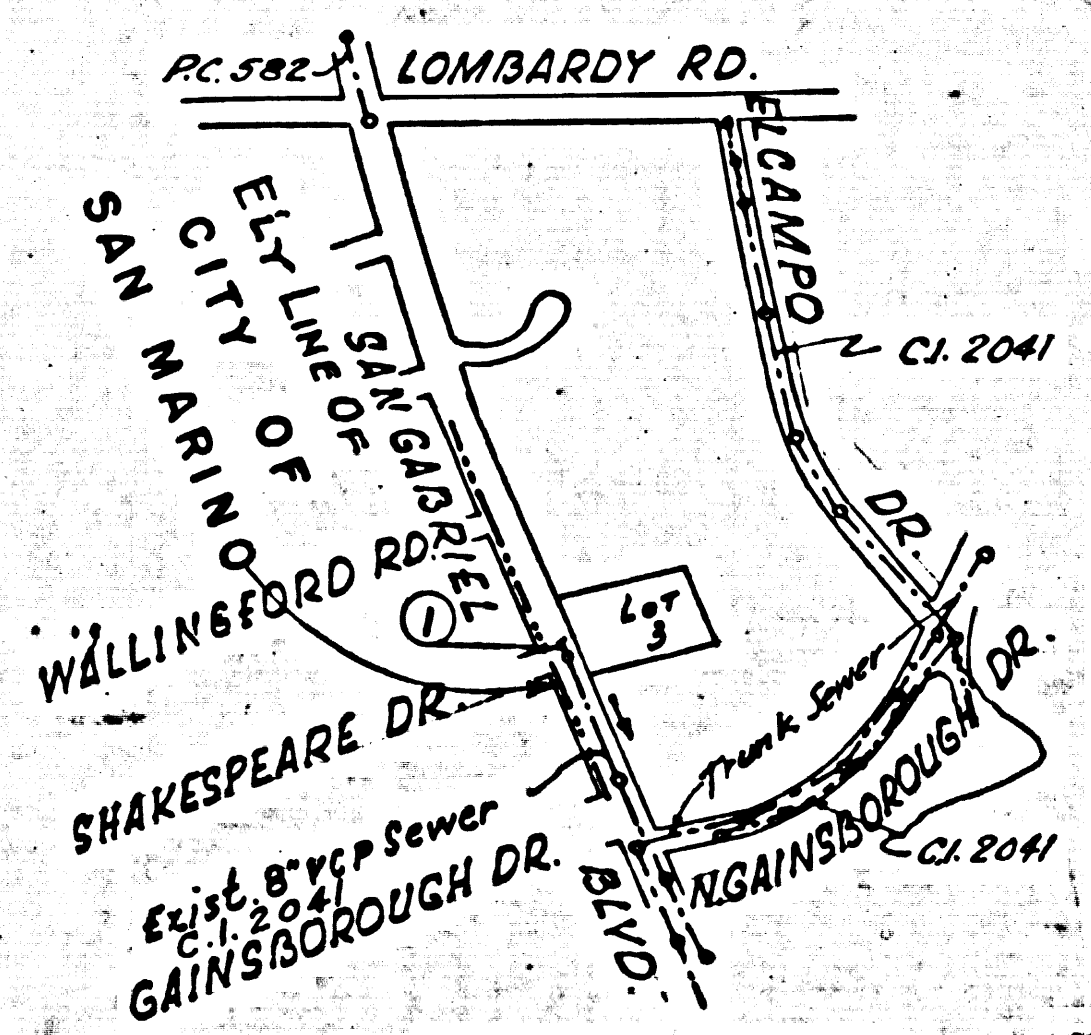 P.C. 582
LOMBARDY RD.
EL CAMPO
DR.
C.I. 2041
E'LY LINE OF
CITY OF
SAN MARINO
SAN GABRIEL
BLVD.
WALLINGFORD RD.
1
LOT
3
SHAKESPEARE DR.
Trunk Sewer
Exist. 8" VCP Sewer
C.I. 2041
GAINSBOROUGH DR.
N. GAINSBOROUGH DR.
C.I. 2041